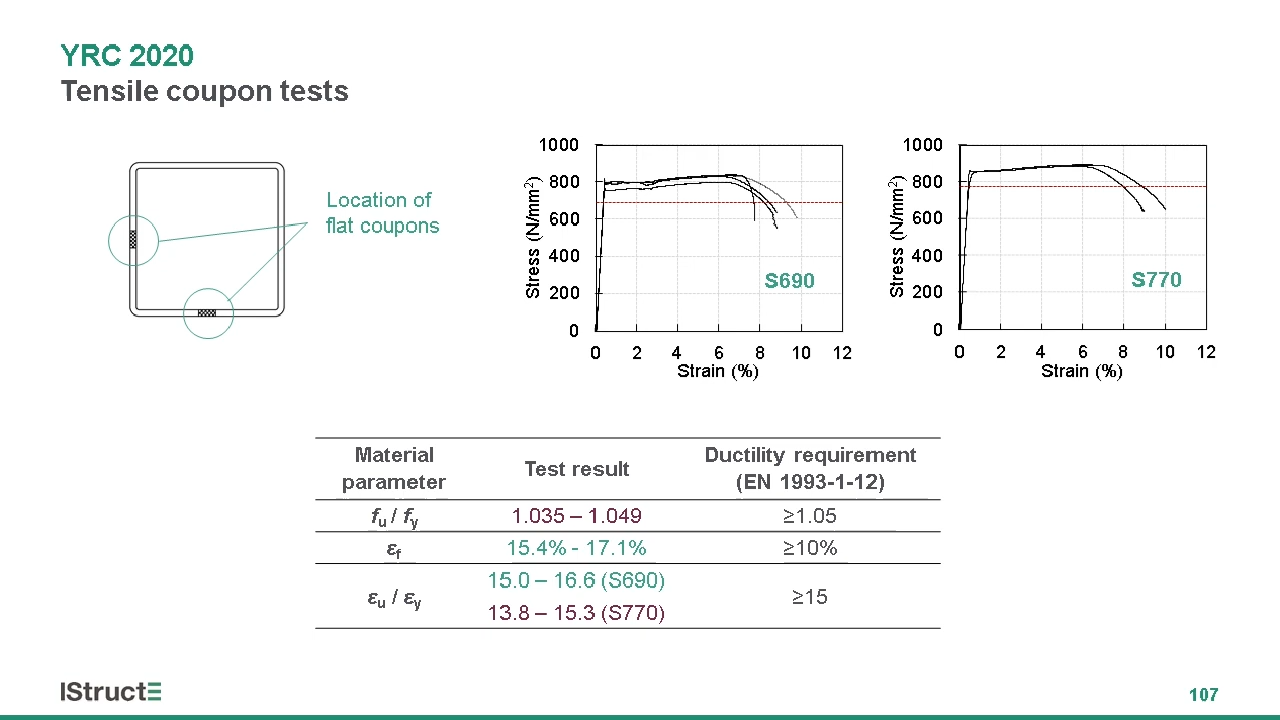 YRC 2020
Tensile coupon tests
Location of
flat coupons
Stress (N/mm²)
1000
800
600
400
200
0
0 2 4 6 8 10 12
Strain (%)
S690
Stress (N/mm²)
1000
800
600
400
200
0
0 2 4 6 8 10 12
Strain (%)
S770
Material parameter
Test result
Ductility requirement
(EN 1993-1-12)
fu / fy 1.035 – 1.049 ≥1.05
εf 15.4% - 17.1% ≥10%
εu / εy 15.0 – 16.6 (S690) ≥15
13.8 – 15.3 (S770)
IStructE
107